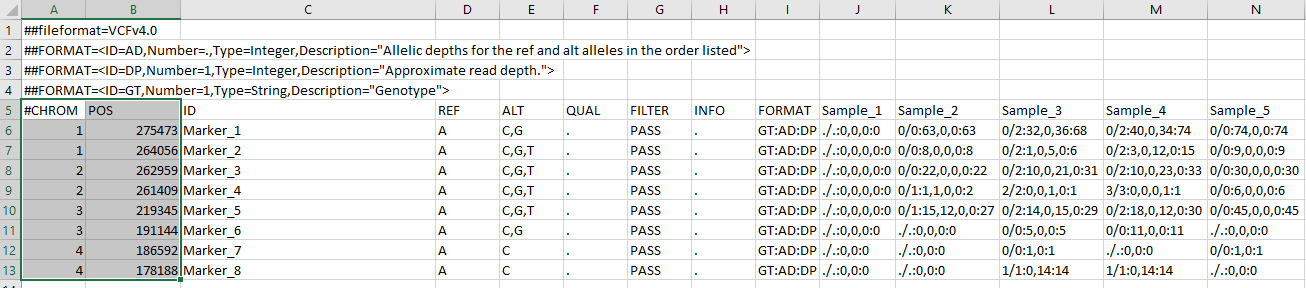 A B C D E F G H I J K L M N
1 ##fileformat=VCFv4.0
2 ##FORMAT=<ID=AD,Number=.,Type=Integer,Description="Allelic depths for the ref and alt alleles in the order listed">
3 ##FORMAT=<ID=DP,Number=1,Type=Integer,Description="Approximate read depth.">
4 ##FORMAT=<ID=GT,Number=1,Type=String,Description="Genotype">
5 #CHROM POS ID REF ALT QUAL FILTER INFO FORMAT Sample_1 Sample_2 Sample_3 Sample_4 Sample_5
6 1 275473 Marker_1 A C,G . PASS . GT:AD:DP ./.:0,0,0:0 0/0:63,0,0:63 0/2:32,0,36:68 0/2:40,0,34:74 0/0:74,0,0:74
7 1 264056 Marker_2 A C,G,T . PASS . GT:AD:DP ./.:0,0,0,0:0 0/0:8,0,0,0:8 0/2:1,0,5,0:6 0/2:3,0,12,0:15 0/0:9,0,0,0:9
8 2 262959 Marker_3 A C,G,T . PASS . GT:AD:DP ./.:0,0,0,0:0 0/0:22,0,0,0:22 0/2:10,0,21,0:31 0/2:10,0,23,0:33 0/0:30,0,0,0:30
9 2 261409 Marker_4 A C,G,T . PASS . GT:AD:DP ./.:0,0,0,0:0 0/1:1,1,0,0:2 2/2:0,0,1,0:1 3/3:0,0,0,1:1 0/0:6,0,0,0:6
10 3 219345 Marker_5 A C,G,T . PASS . GT:AD:DP ./.:0,0,0,0:0 0/1:15,12,0,0:27 0/2:14,0,15,0:29 0/2:18,0,12,0:30 0/0:45,0,0,0:45
11 3 191144 Marker_6 A C,G . PASS . GT:AD:DP ./.:0,0,0:0 ./.:0,0,0:0 0/0:5,0,0:5 0/0:11,0,0:11 ./.:0,0,0:0
12 4 186592 Marker_7 A C . PASS . GT:AD:DP ./.:0,0:0 ./.:0,0:0 0/0:1,0:1 ./.:0,0:0 0/0:1,0:1
13 4 178188 Marker_8 A C . PASS . GT:AD:DP ./.:0,0:0 ./.:0,0:0 1/1:0,14:14 1/1:0,14:14 ./.:0,0:0